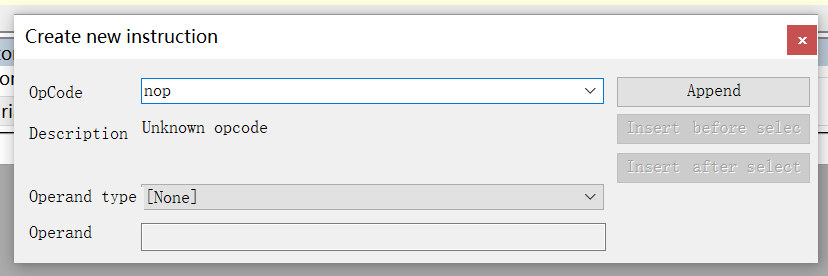 Create new instruction
OpCode
nop
Append
Description
Unknown opcode
Insert before selec
Insert after select
Operand type
[None]
Operand